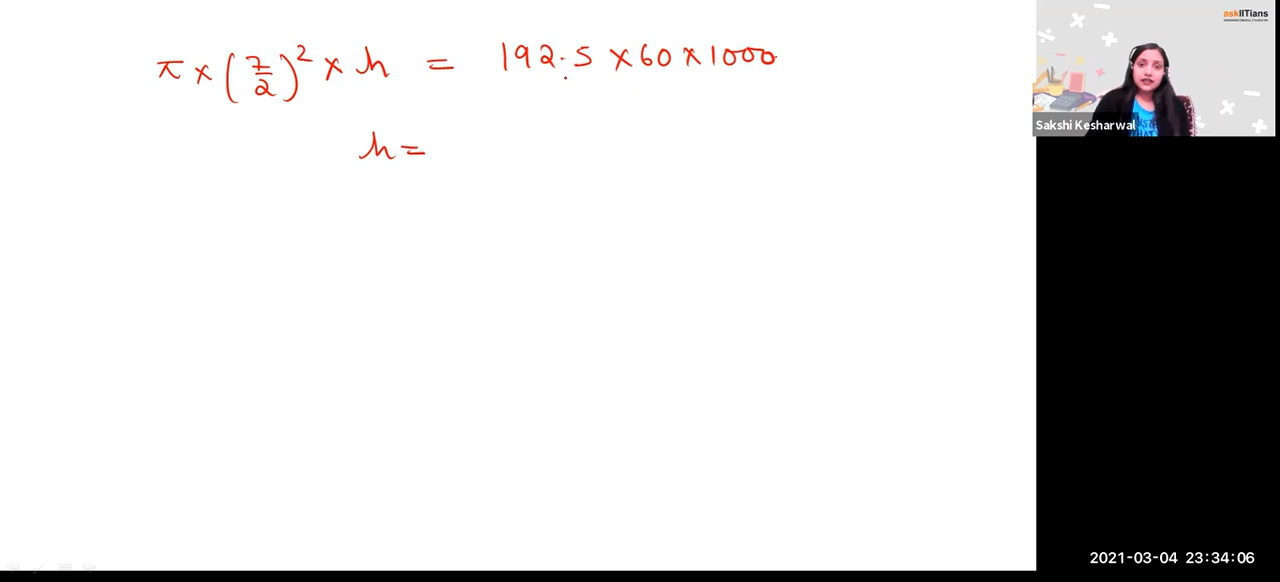 π × (7/2)² × h = 192.5 × 60 × 1000
h =
askIITians
Sakshi Kesharwal
2021-03-04 23:34:06